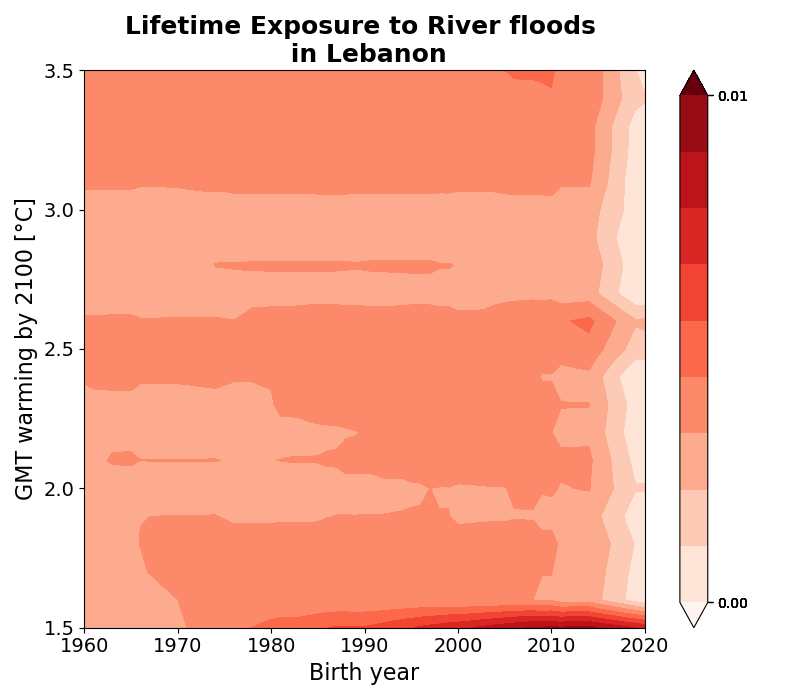 Lifetime Exposure to River floods
in Lebanon
GMT warming by 2100 [°C]
3.5
3.0
2.5
2.0
1.5
1960 1970 1980 1990 2000 2010 2020
Birth year
0.01
0.00